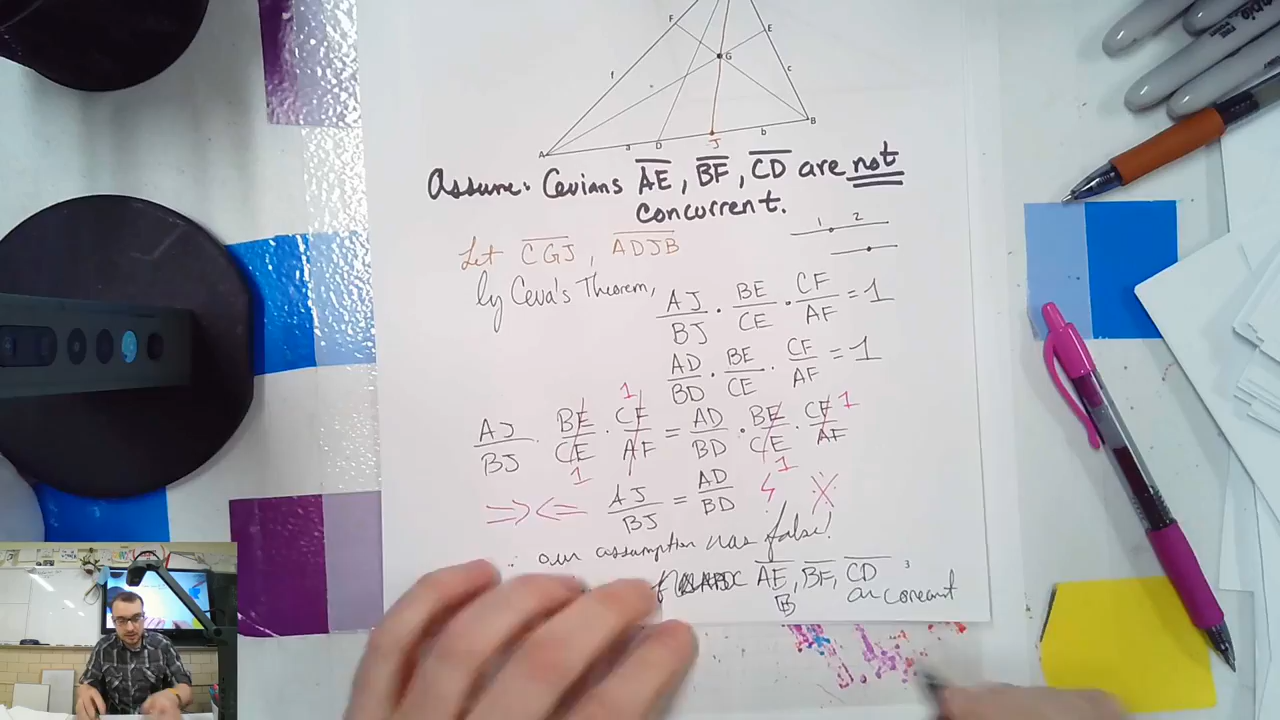 F
E
G
f
c
A
a
D
J
b
B
Assume: Cevians AE, BF, CD are not
concurrent.
1 2
Let CGJ, ADJB
by Ceva's Theorem, AJ/BJ · BE/CE · CF/AF = 1
AD/BD · BE/CE · CF/AF = 1
1
AJ/BJ · BE/CE · CF/AF = AD/BD · BE/CE · CF/AF 1
1 1
⇒⇐ AJ/BJ = AD/BD
our assumption was false!
AE, BF, CD